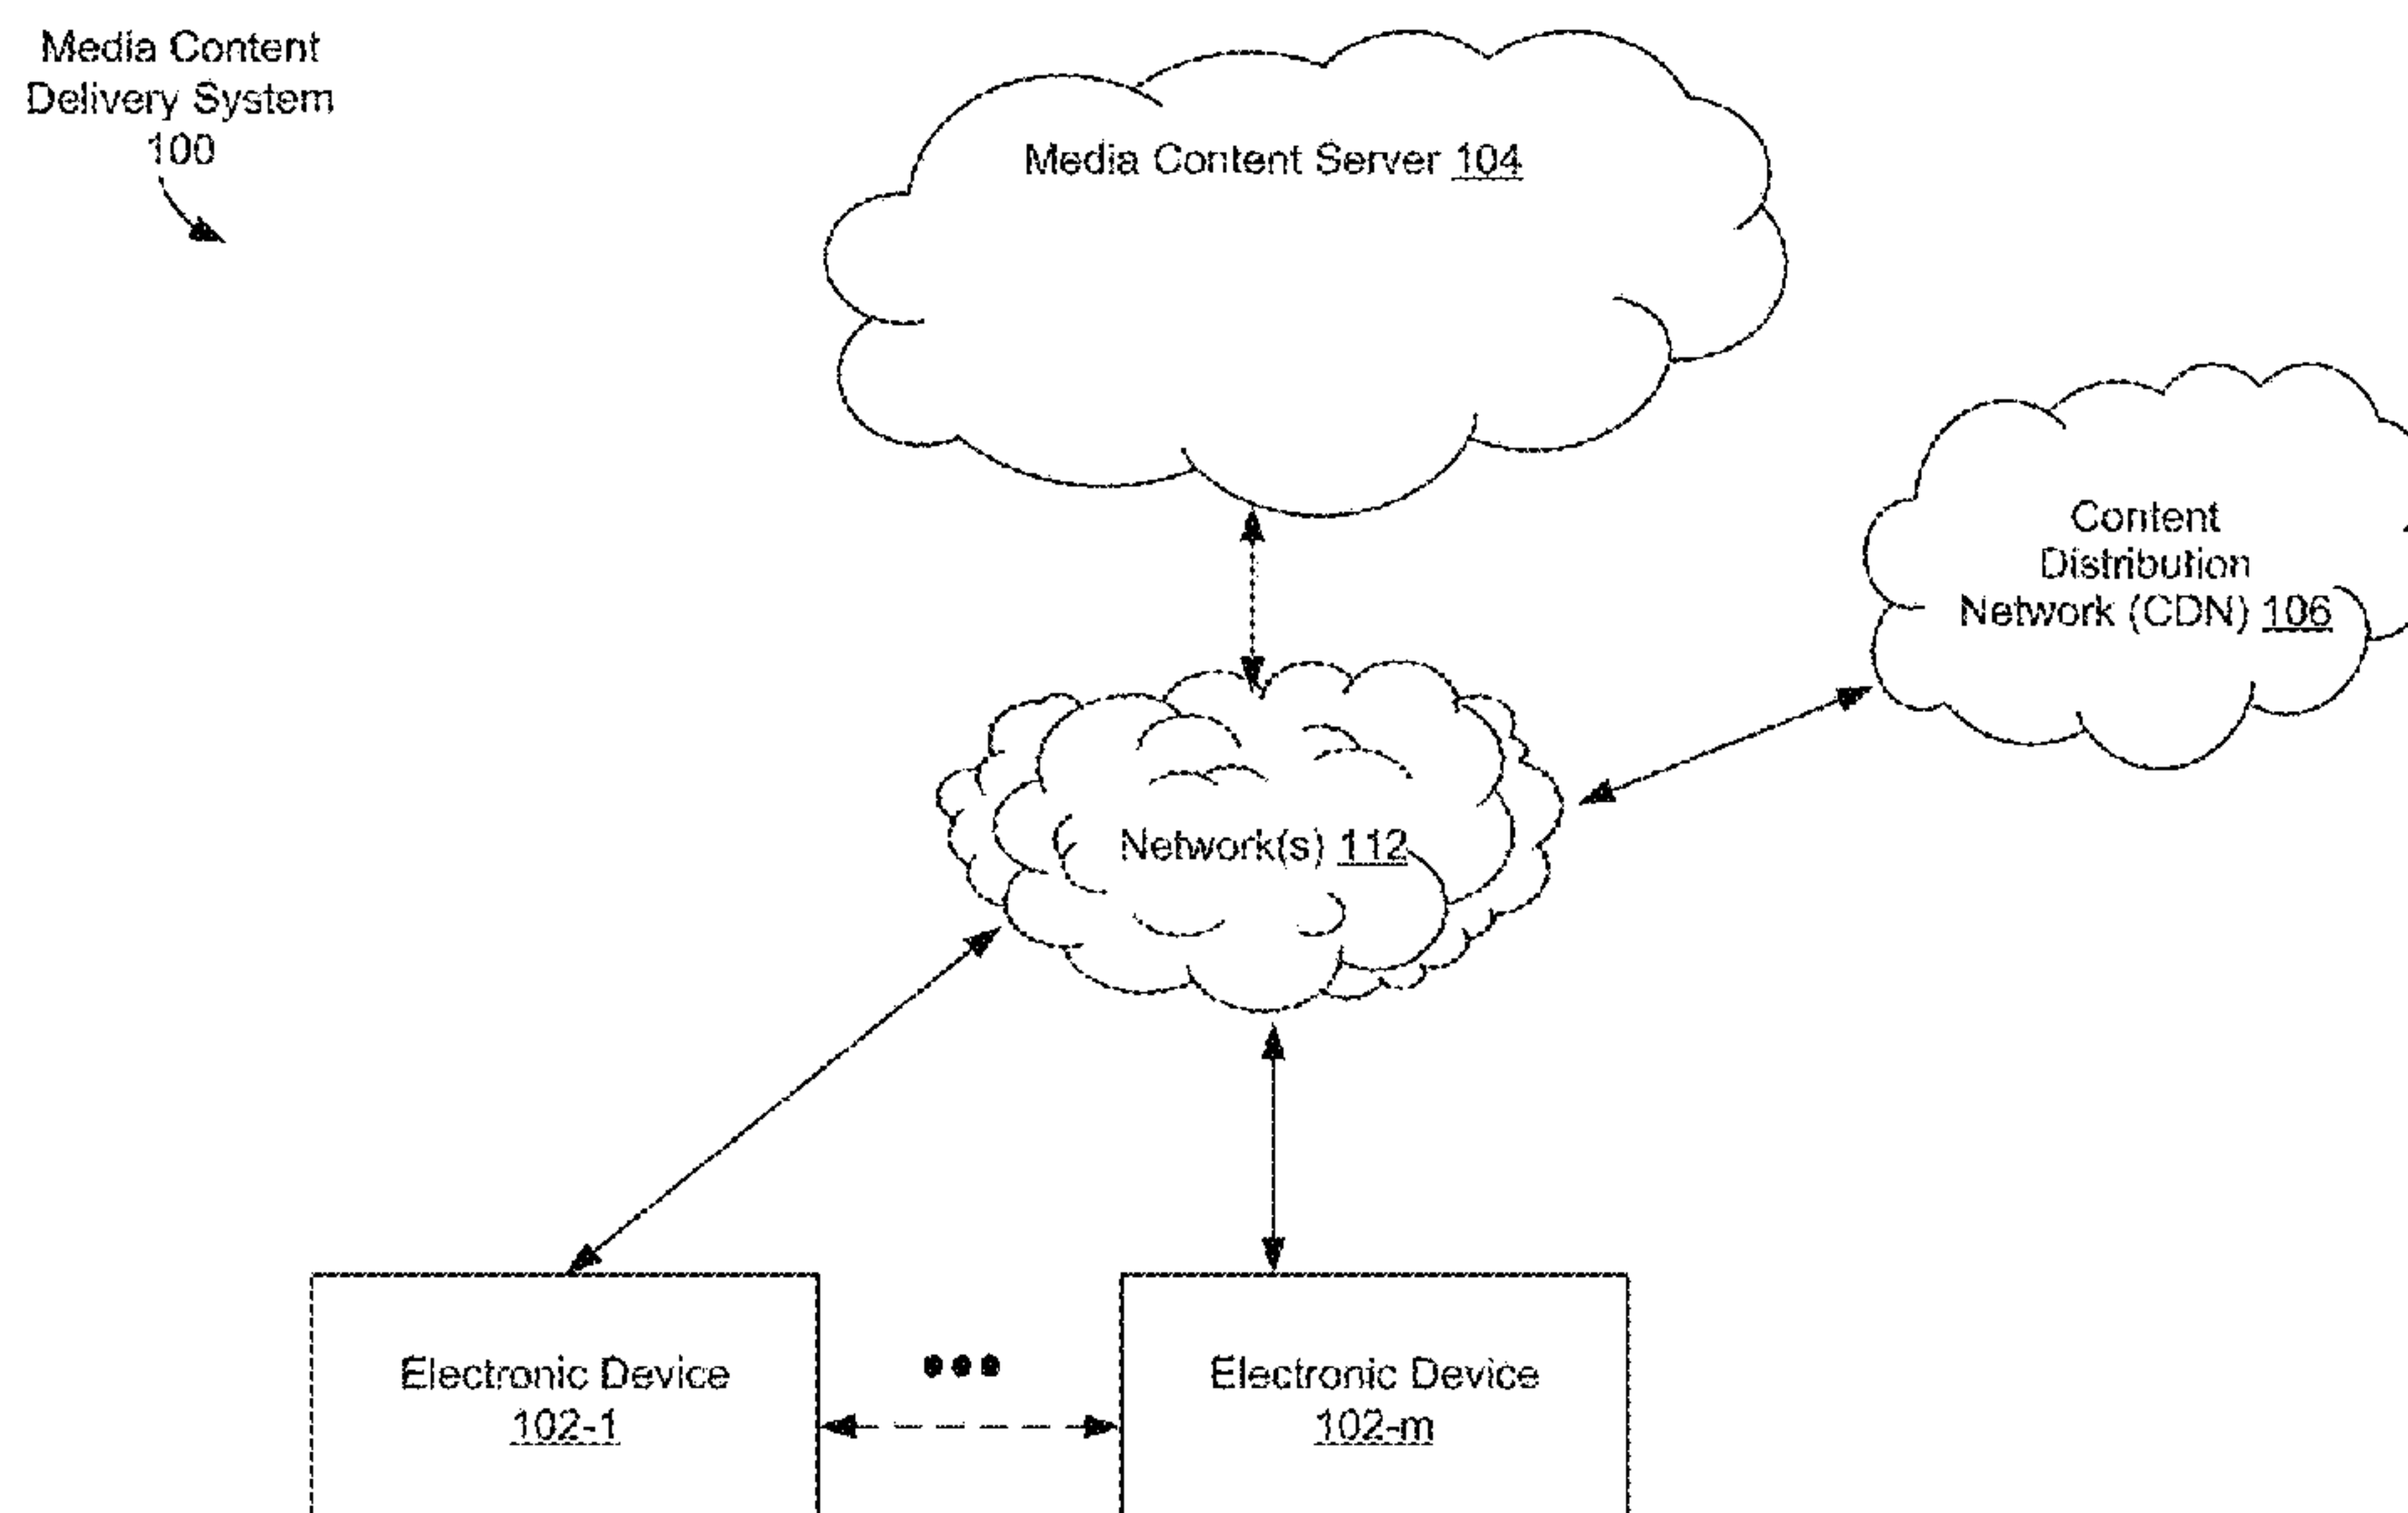 Media Content
Delivery System
100
Media Content Server 104
Content
Distribution
Network (CDN) 106
Network(s) 112
Electronic Device
102-1
Electronic Device
102-m